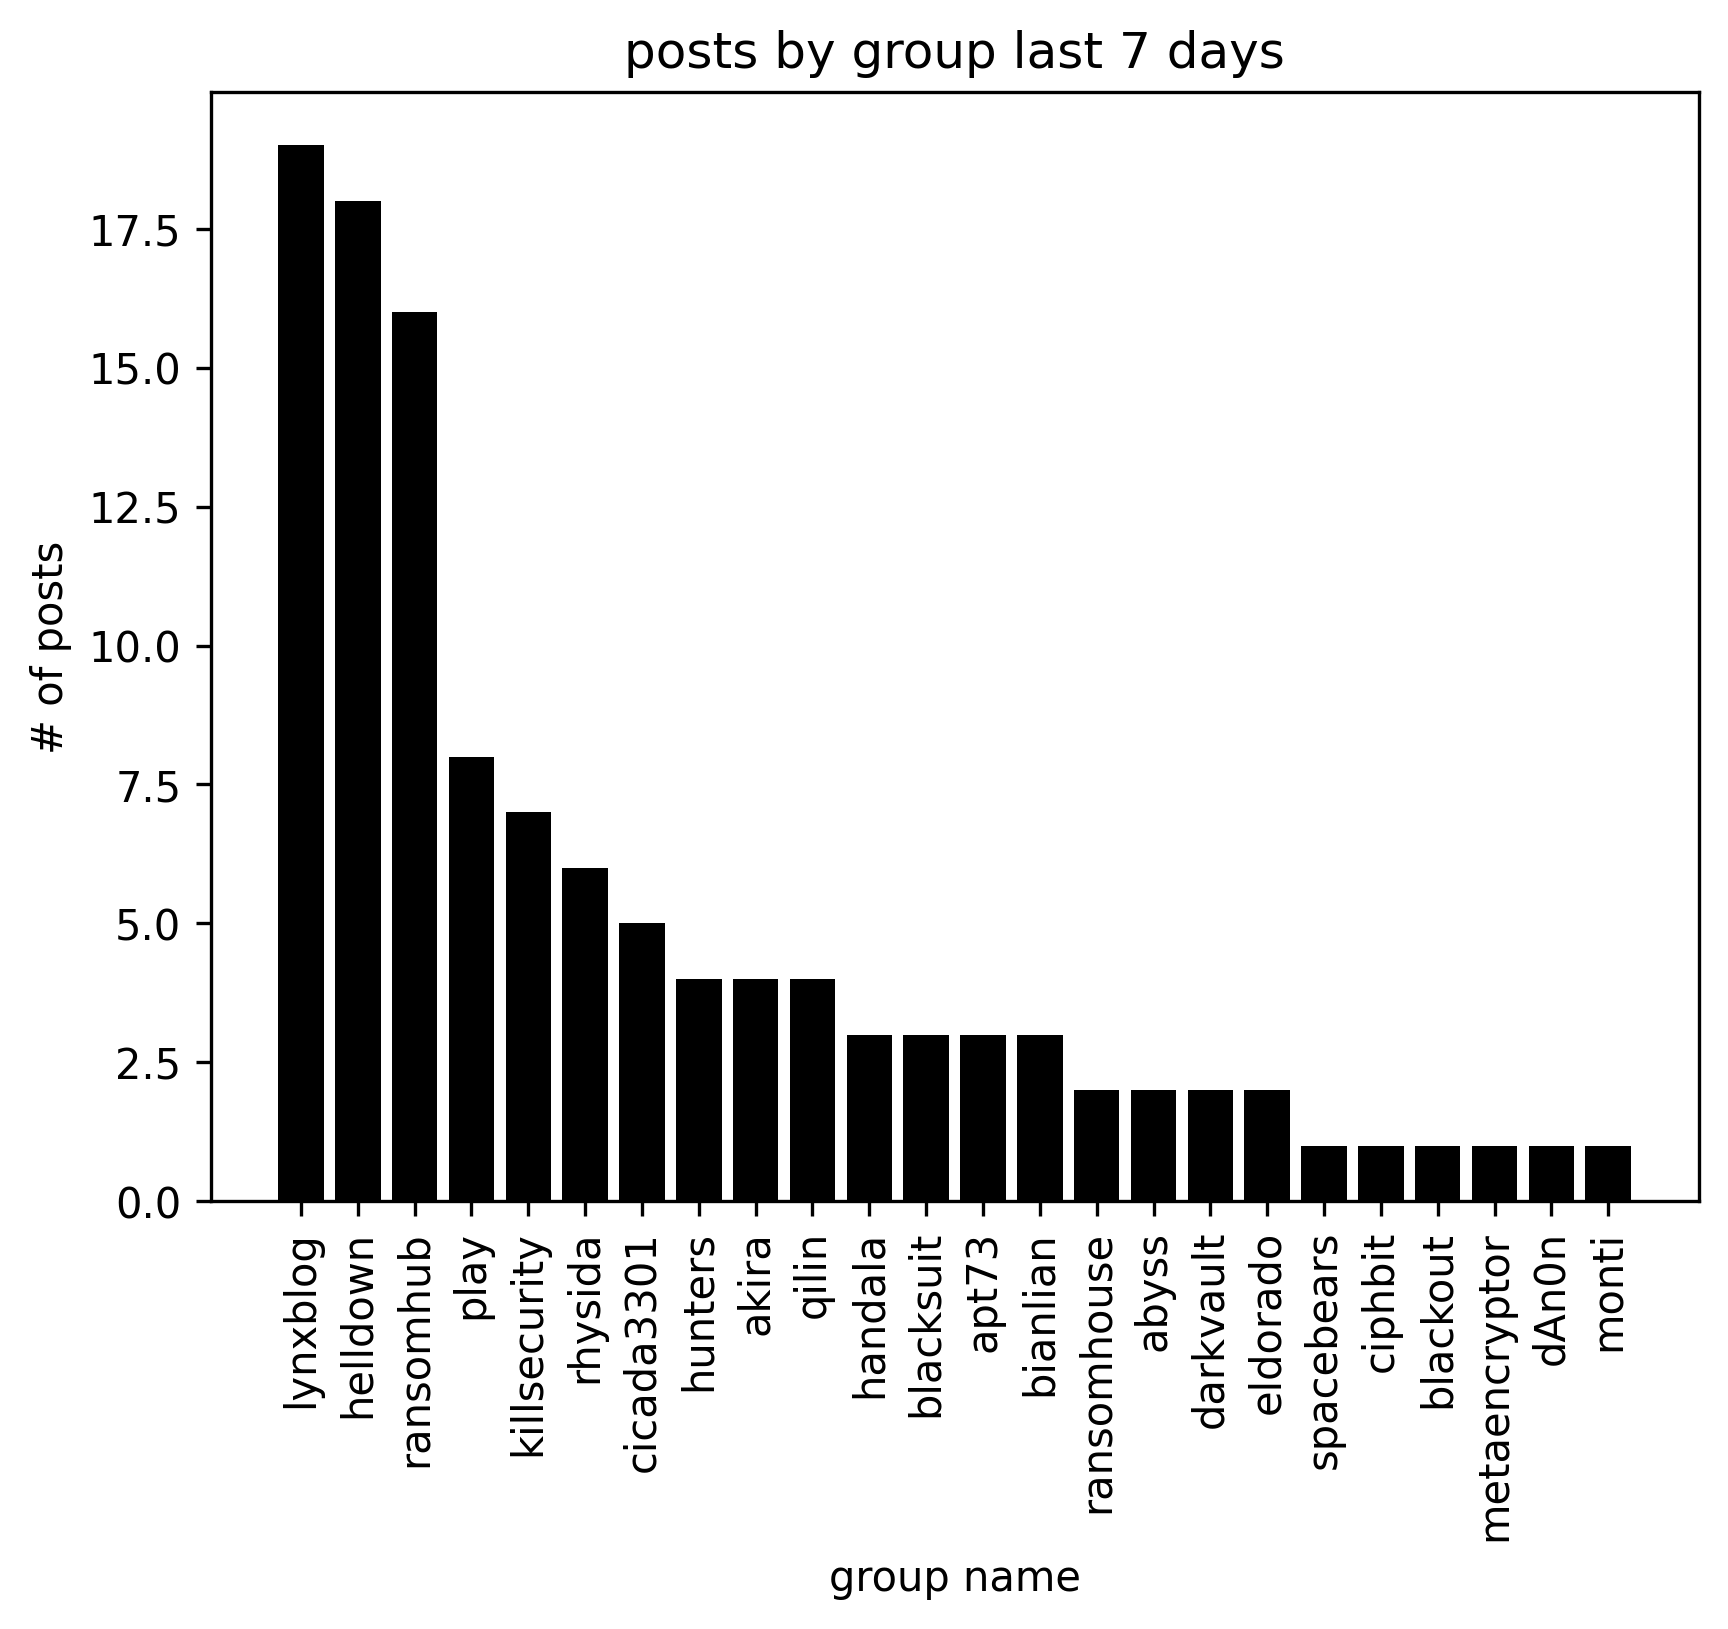 posts by group last 7 days
# of posts
17.5
15.0
12.5
10.0
7.5
5.0
2.5
0.0
lynxblog
helldown
ransomhub
play
killsecurity
rhysida
cicada3301
hunters
akira
qilin
handala
blacksuit
apt73
bianlian
ransomhouse
abyss
darkvault
eldorado
spacebears
ciphbit
blackout
metaencryptor
dAn0n
monti
group name